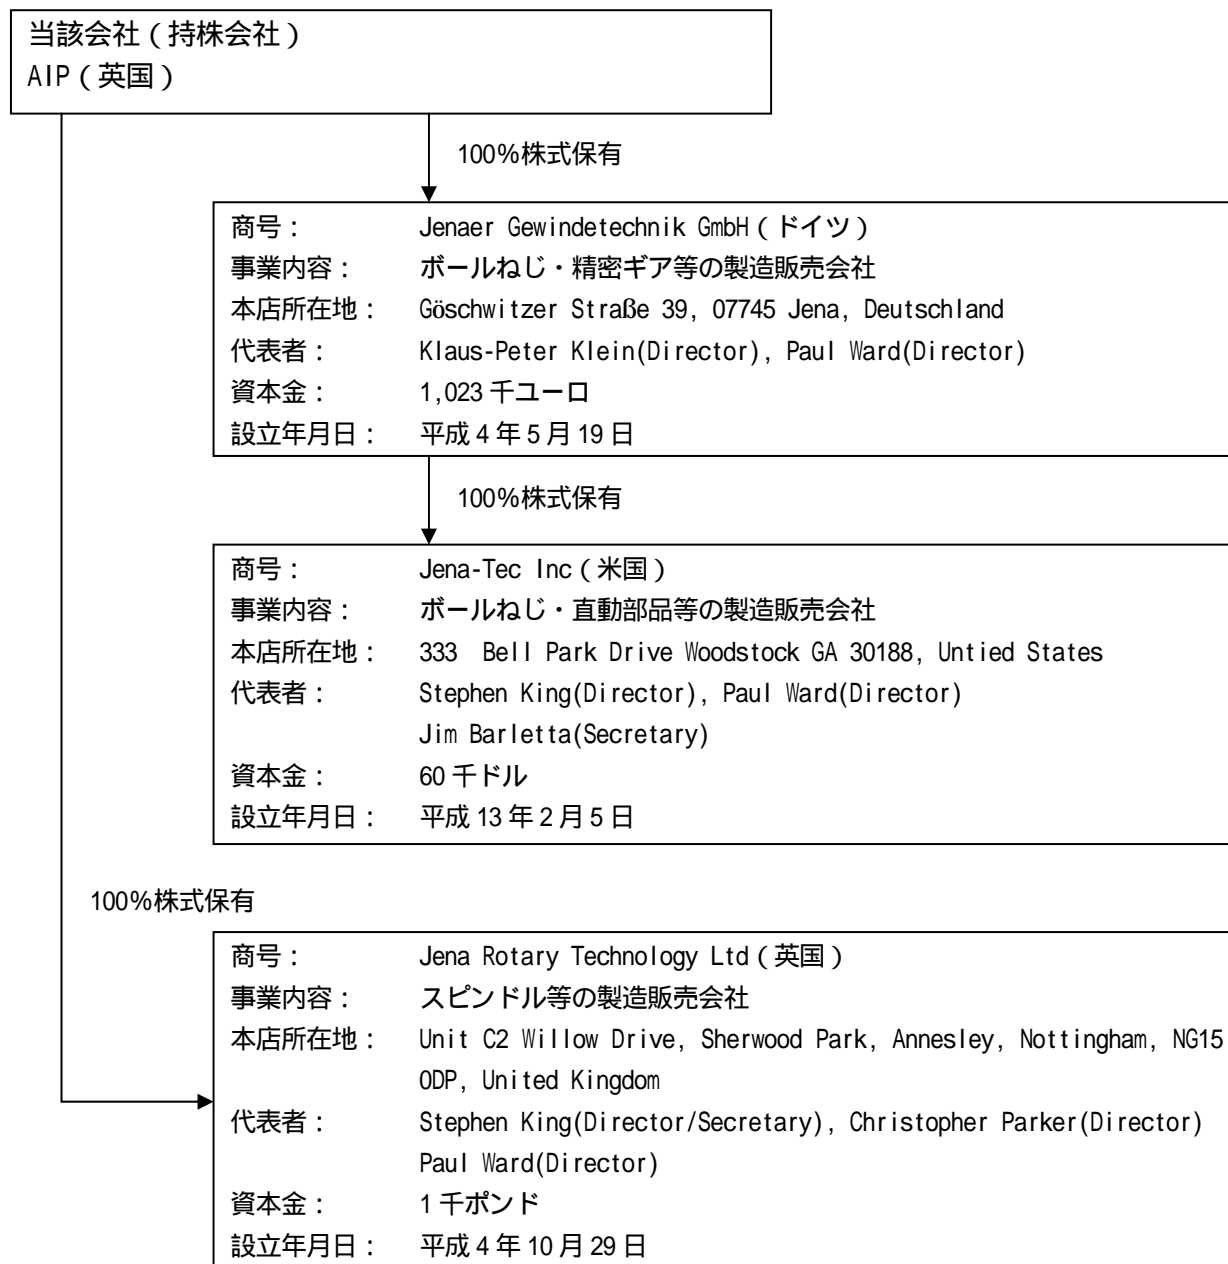 当該会社（持株会社）
AIP（英国）
100%株式保有
商号： Jenaer Gewindetechnik GmbH（ドイツ）
事業内容： ボールねじ・精密ギア等の製造販売会社
本店所在地： Göschwitzer Straße 39, 07745 Jena, Deutschland
代表者： Klaus-Peter Klein(Director), Paul Ward(Director)
資本金： 1,023 千ユーロ
設立年月日： 平成 4 年 5 月 19 日
100%株式保有
商号： Jena-Tec Inc（米国）
事業内容： ボールねじ・直動部品等の製造販売会社
本店所在地： 333 Bell Park Drive Woodstock GA 30188, Untied States
代表者： Stephen King(Director), Paul Ward(Director)
Jim Barletta(Secretary)
資本金： 60 千ドル
設立年月日： 平成 13 年 2 月 5 日
100%株式保有
商号： Jena Rotary Technology Ltd（英国）
事業内容： スピンドル等の製造販売会社
本店所在地： Unit C2 Willow Drive, Sherwood Park, Annesley, Nottingham, NG15
0DP, United Kingdom
代表者： Stephen King(Director/Secretary), Christopher Parker(Director)
Paul Ward(Director)
資本金： 1 千ポンド
設立年月日： 平成 4 年 10 月 29 日